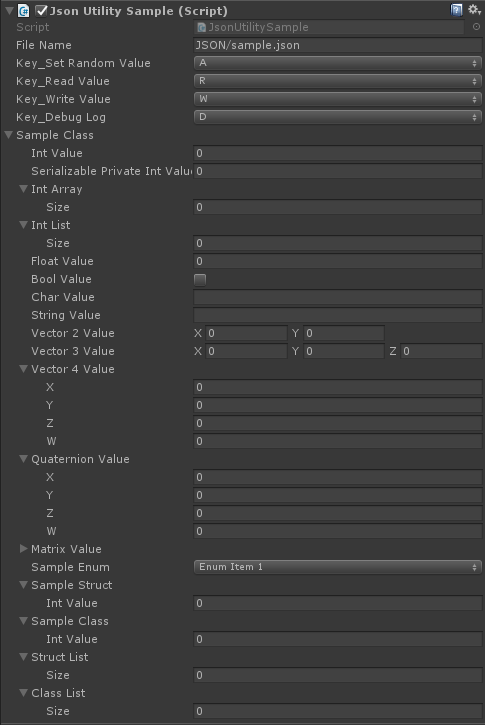 Json Utility Sample (Script)
Script JsonUtilitySample
File Name JSON/sample.json
Key_Set Random Value A
Key_Read Value R
Key_Write Value W
Key_Debug Log D
Sample Class
Int Value 0
Serializable Private Int Valu 0
Int Array
Size 0
Int List
Size 0
Float Value 0
Bool Value
Char Value
String Value
Vector 2 Value X 0 Y 0
Vector 3 Value X 0 Y 0 Z 0
Vector 4 Value
X 0
Y 0
Z 0
W 0
Quaternion Value
X 0
Y 0
Z 0
W 0
Matrix Value
Sample Enum Enum Item 1
Sample Struct
Int Value 0
Sample Class
Int Value 0
Struct List
Size 0
Class List
Size 0